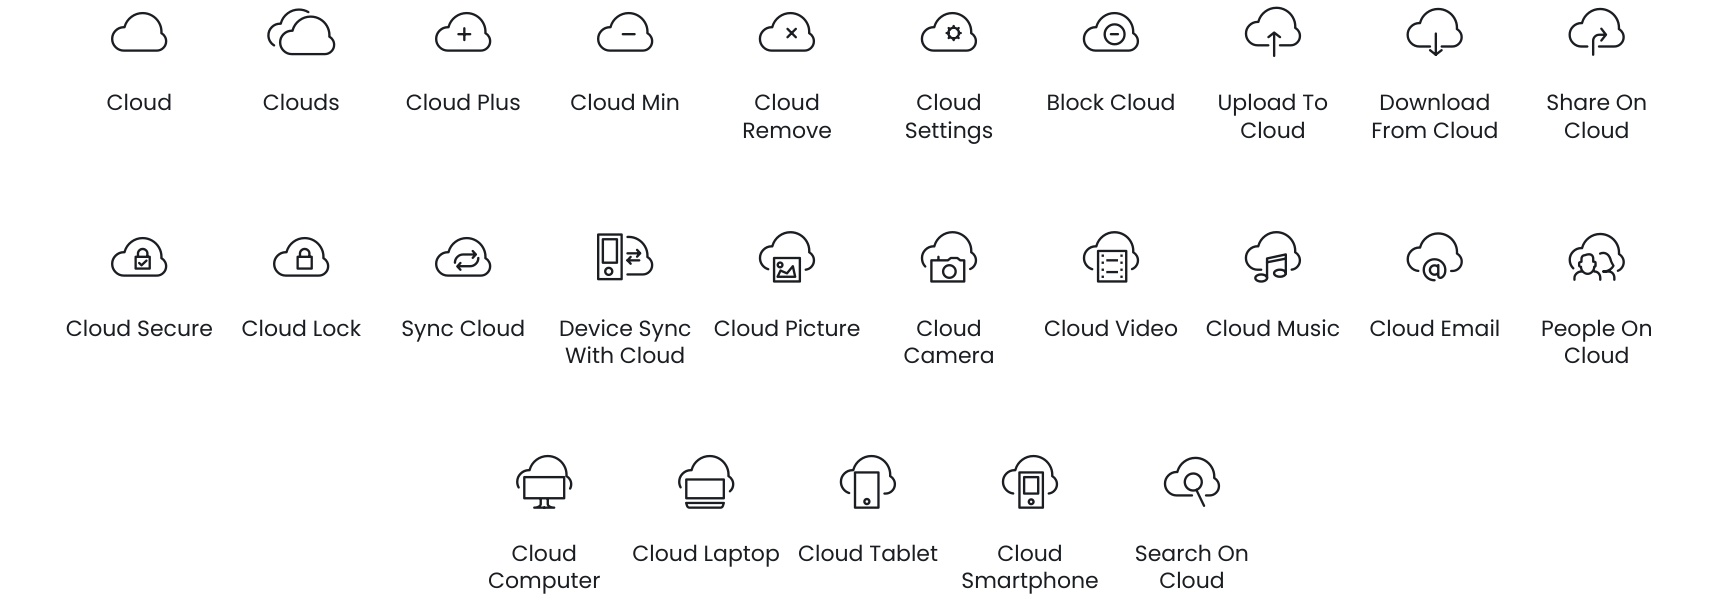 Cloud
Clouds
Cloud Plus
Cloud Min
Cloud
Remove
Cloud
Settings
Block Cloud
Upload To
Cloud
Download
From Cloud
Share On
Cloud
Cloud Secure
Cloud Lock
Sync Cloud
Device Sync
With Cloud
Cloud Picture
Cloud
Camera
Cloud Video
Cloud Music
Cloud Email
People On
Cloud
Cloud
Computer
Cloud Laptop
Cloud Tablet
Cloud
Smartphone
Search On
Cloud